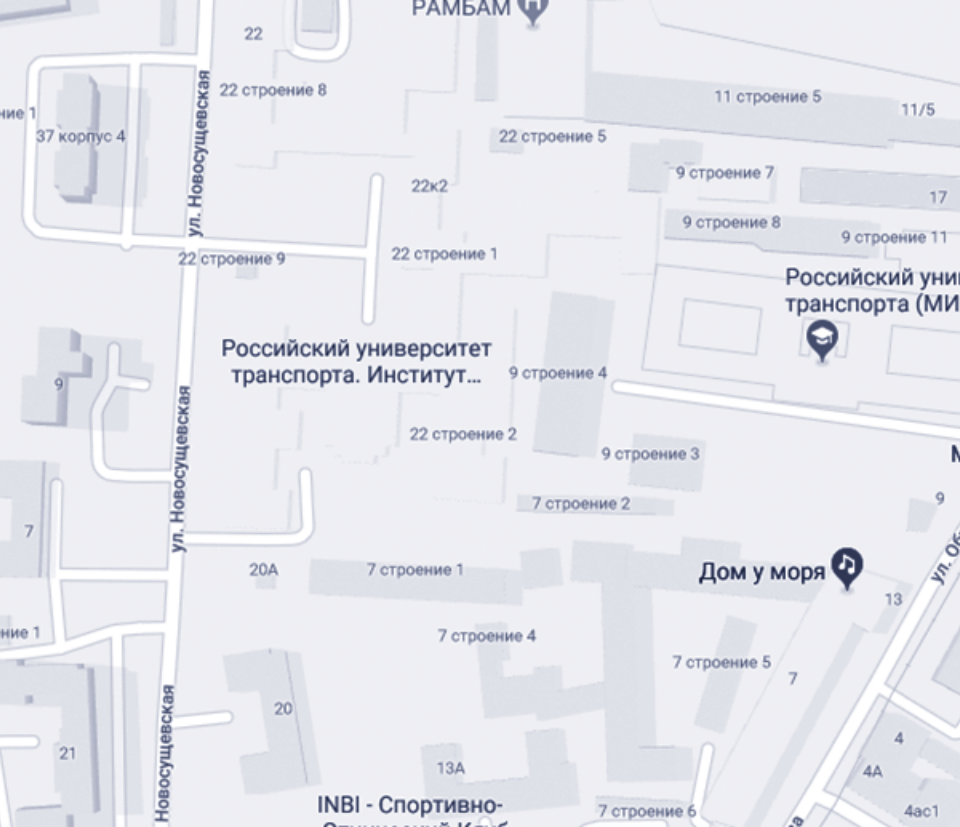 РАМБАМ
22
22 строение 8
11 строение 5
11/5
ние 1
37 корпус 4
22 строение 5
ул. Новосущевская
9 строение 7
22к2
17
9 строение 8
9 строение 11
22 строение 9
22 строение 1
Российский уни
транспорта (МИ
Российский университет
транспорта. Институт...
9 строение 4
9
22 строение 2
ул. Новосущевская
9 строение 3
М
9
7 строение 2
7
ул. Об
20А
7 строение 1
Дом у моря
13
ние 1
7 строение 4
7 строение 5
7
20
Новосущевская
4
21
13А
4А
INBI - Спортивно-
7 строение 6
4ас1